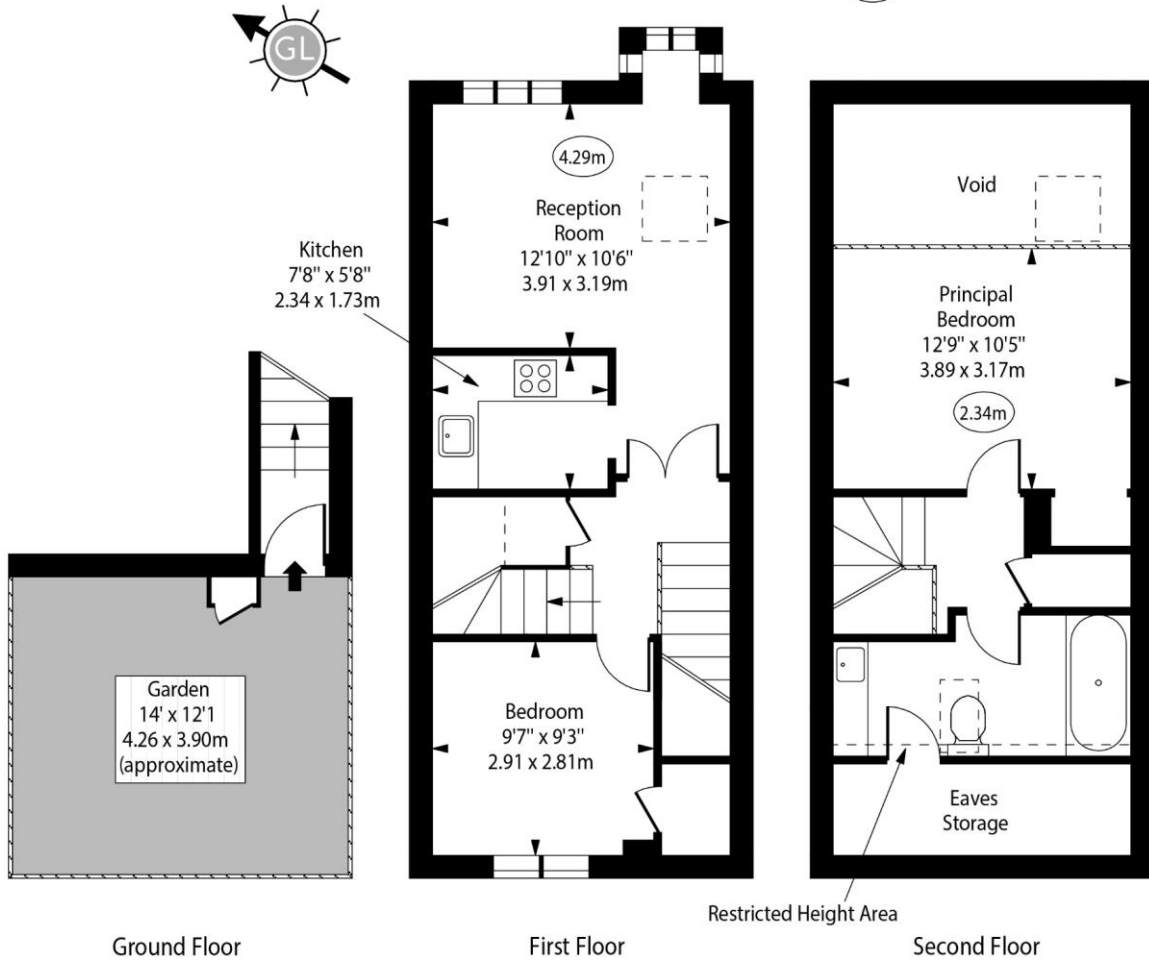 GL
Kitchen
7'8" x 5'8"
2.34 x 1.73m
4.29m
Reception
Room
12'10" x 10'6"
3.91 x 3.19m
Void
Principal
Bedroom
12'9" x 10'5"
3.89 x 3.17m
2.34m
Garden
14' x 12'1
4.26 x 3.90m
(approximate)
Bedroom
9'7" x 9'3"
2.91 x 2.81m
Eaves
Storage
Restricted Height Area
Ground Floor
First Floor
Second Floor